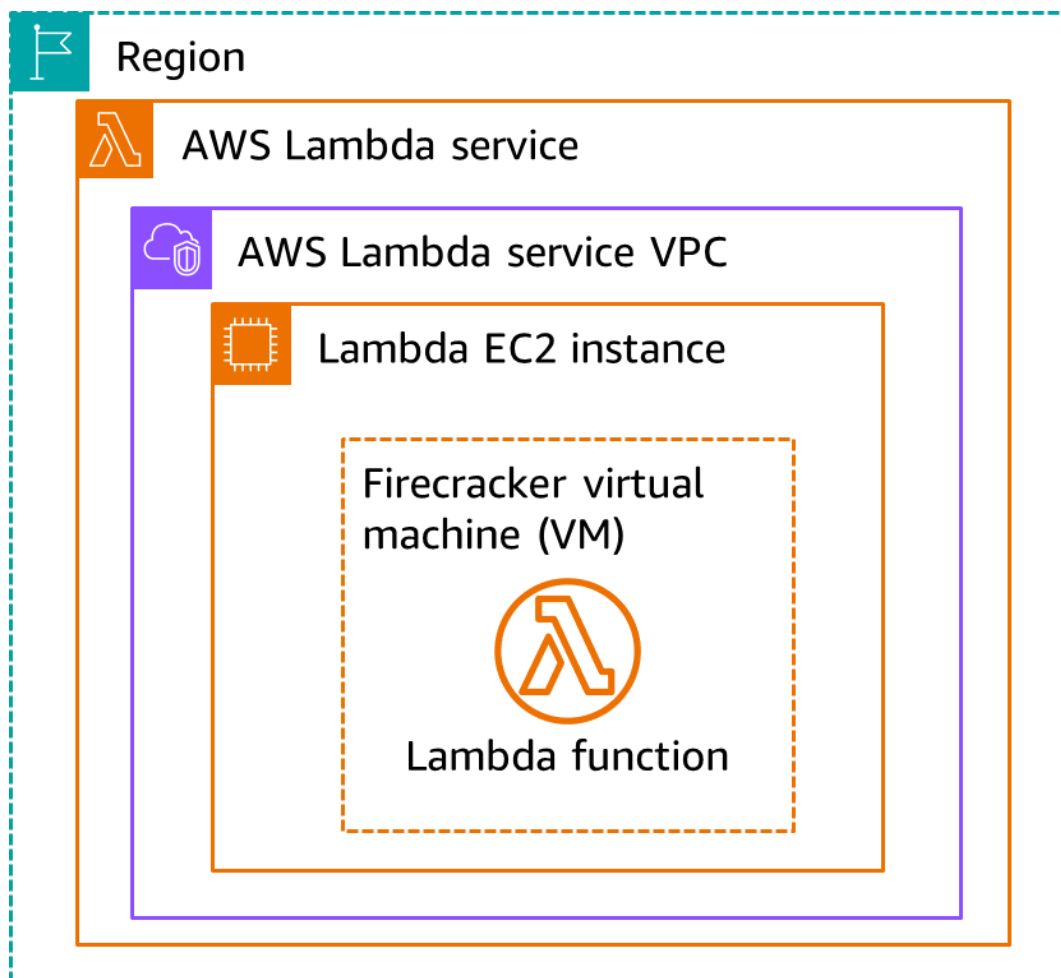 Region
AWS Lambda service
AWS Lambda service VPC
Lambda EC2 instance
Firecracker virtual
machine (VM)
Lambda function